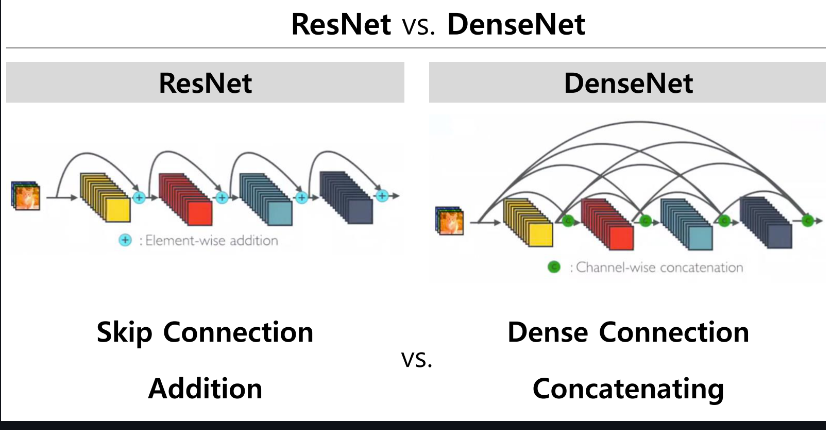 ResNet vs. DenseNet
ResNet
DenseNet
+ : Element-wise addition
C : Channel-wise concatenation
Skip Connection
Addition
vs.
Dense Connection
Concatenating